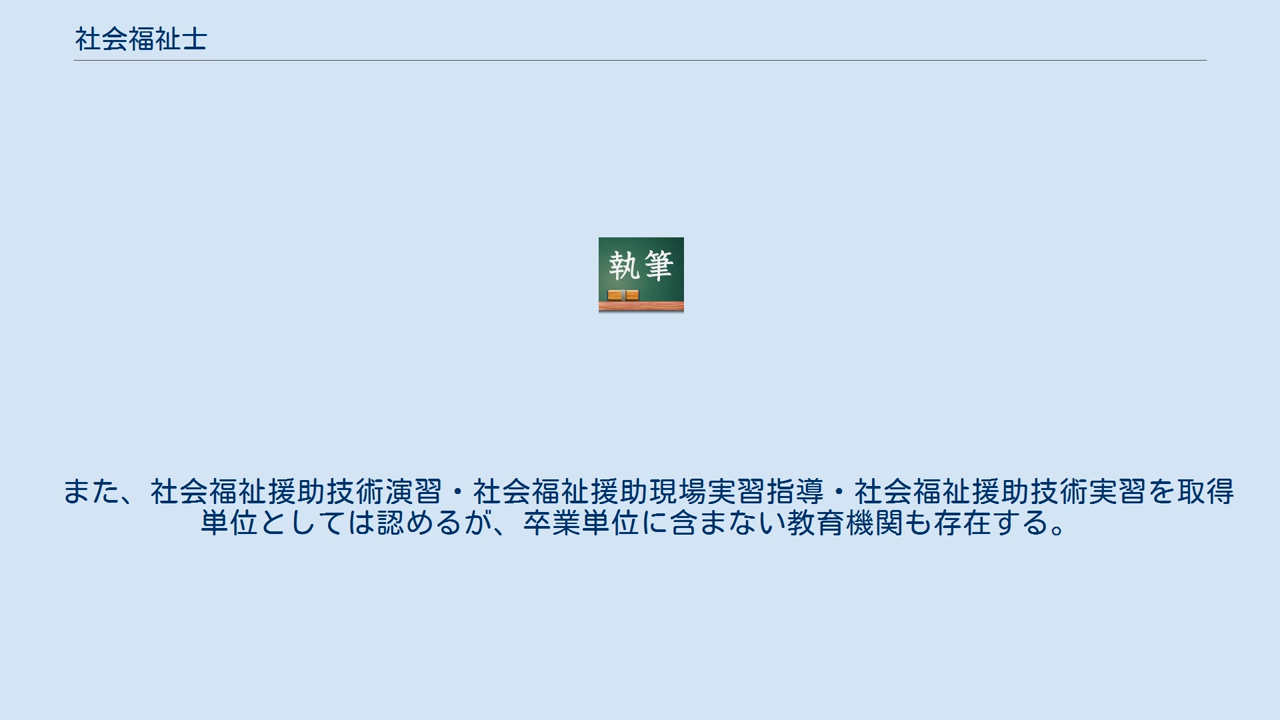 社会福祉士
執筆
また、社会福祉援助技術演習・社会福祉援助現場実習指導・社会福祉援助技術実習を取得
単位としては認めるが、卒業単位に含まない教育機関も存在する。